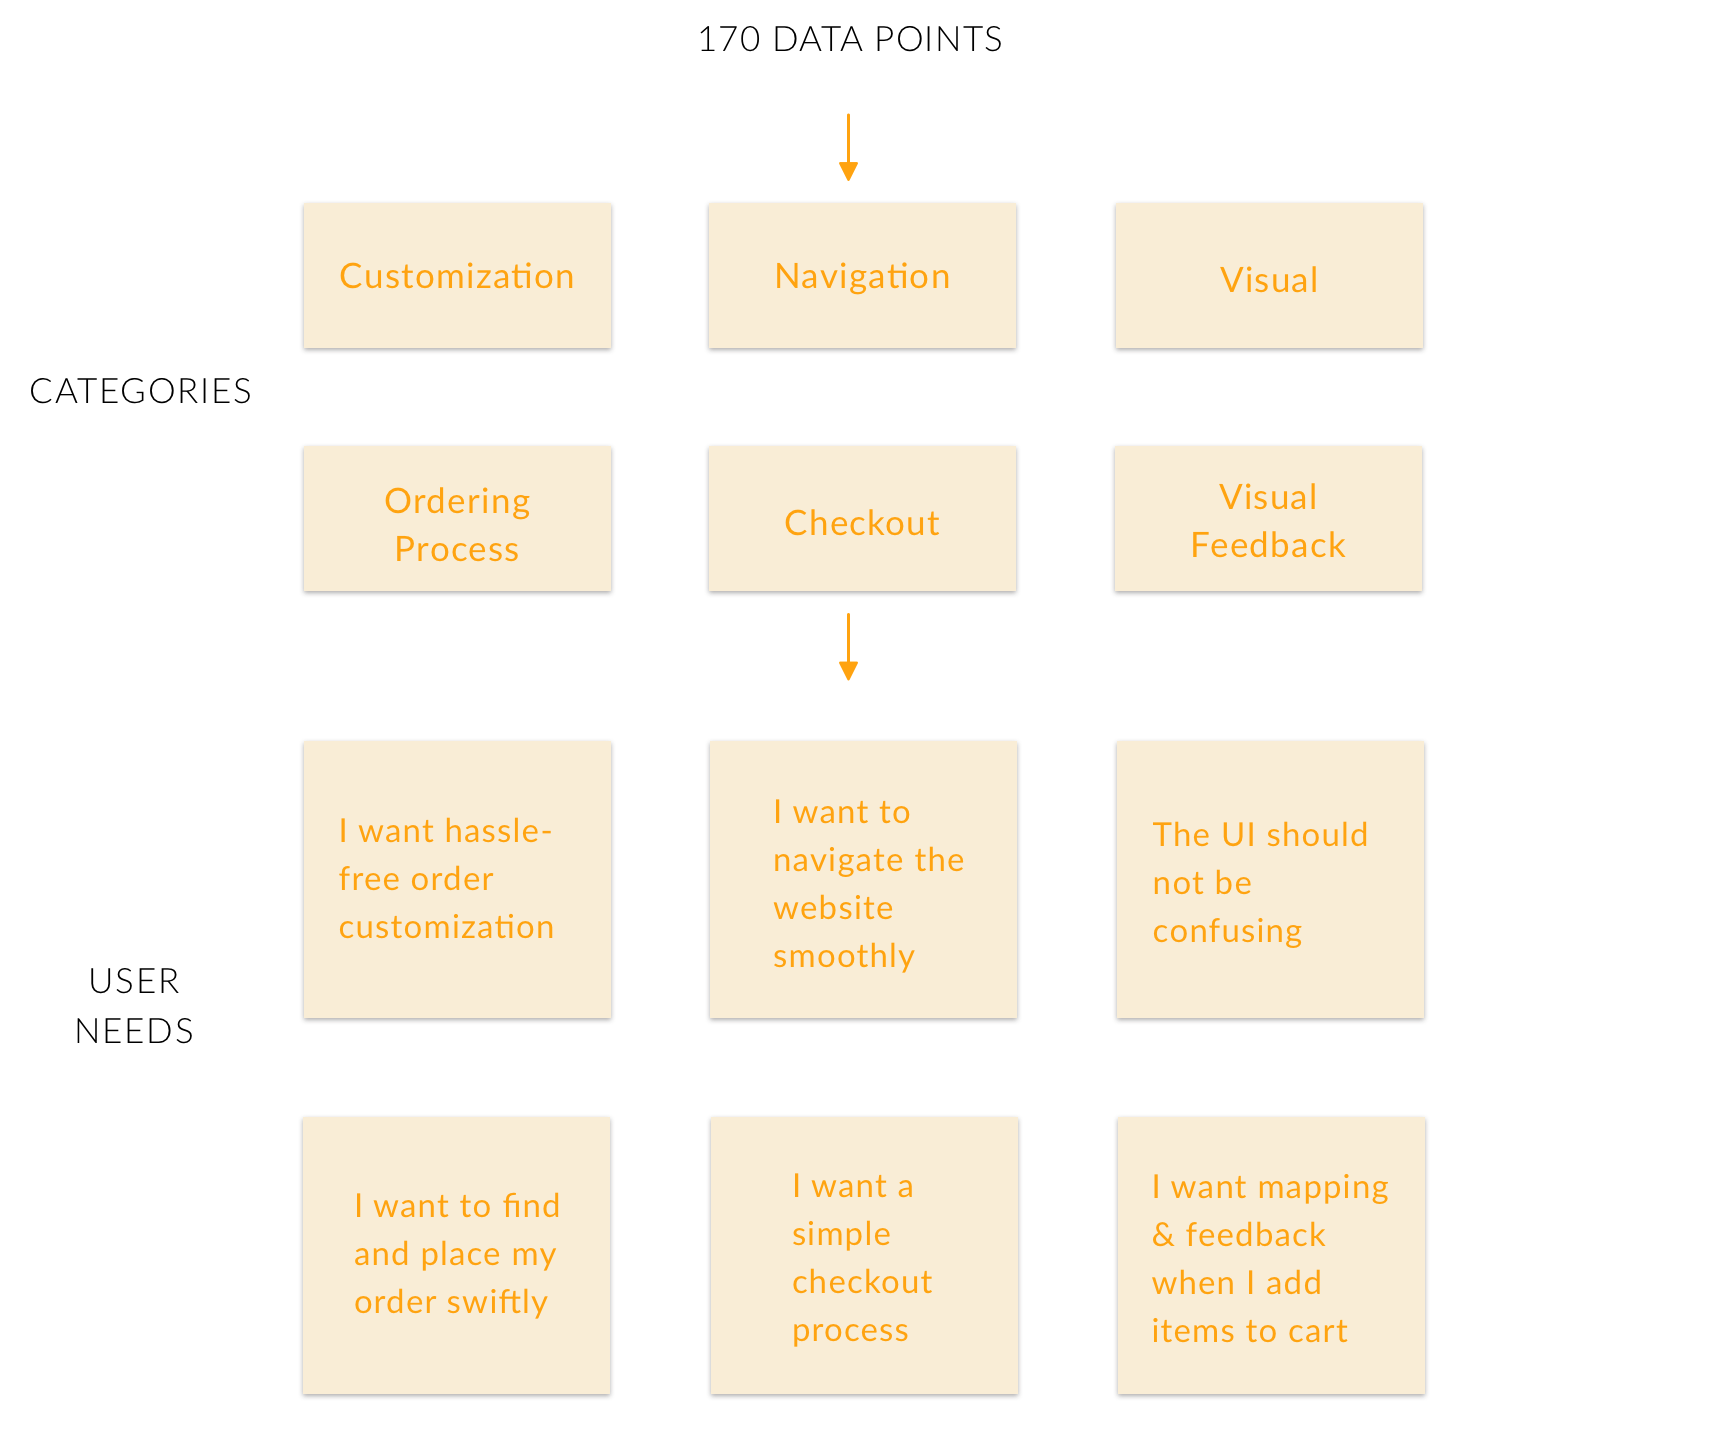 170 DATA POINTS
Customization
Navigation
Visual
CATEGORIES
Ordering
Process
Checkout
Visual
Feedback
I want hassle-
free order
customization
I want to
navigate the
website
smoothly
The UI should
not be
confusing
USER
NEEDS
I want to find
and place my
order swiftly
I want a
simple
checkout
process
I want mapping
& feedback
when I add
items to cart